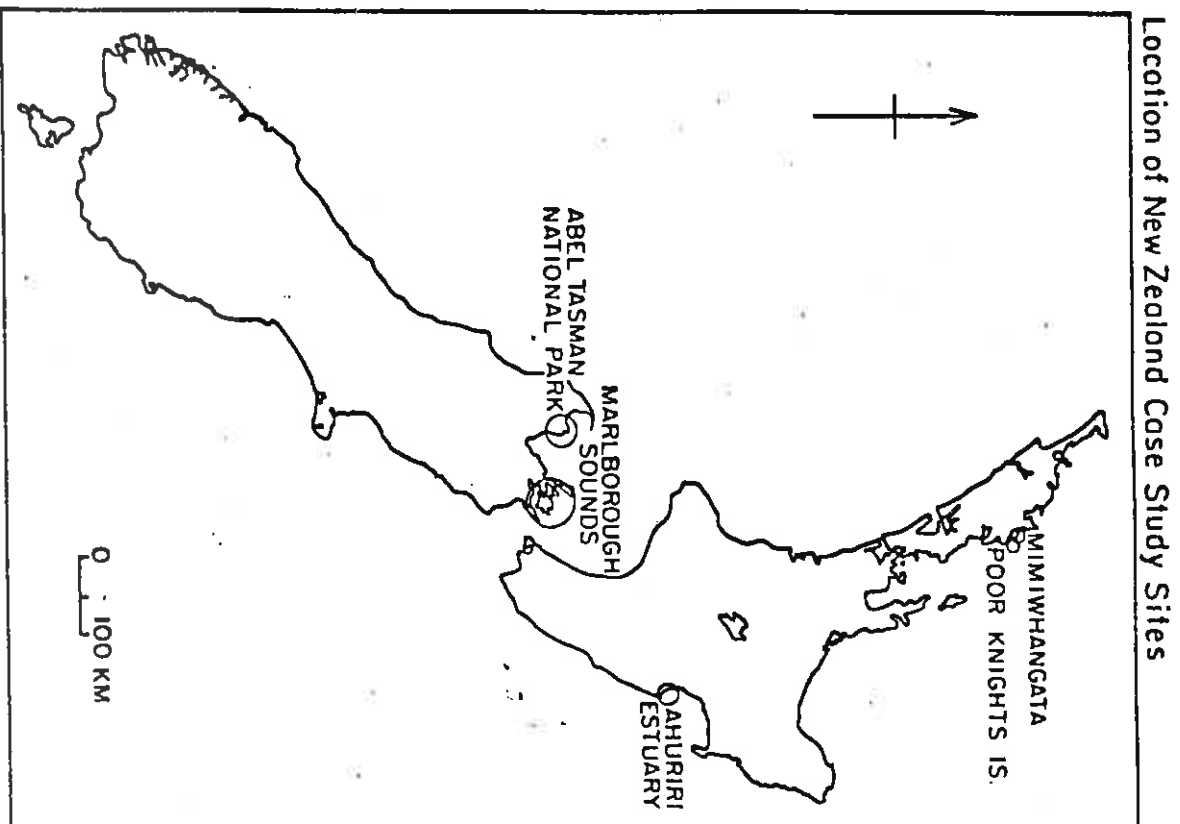 Location of New Zealand Case Study Sites
MIMIWHANGATA
POOR KNIGHTS IS.
ABEL TASMAN
NATIONAL PARK
MARLBOROUGH
SOUNDS
AHURIRI
ESTUARY
0 100 KM